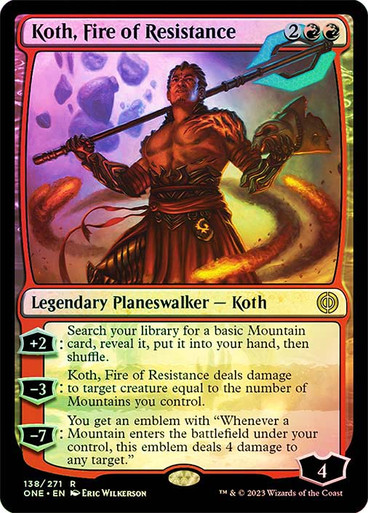 Koth, Fire of Resistance 2
Legendary Planeswalker — Koth
+2: Search your library for a basic Mountain
card, reveal it, put it into your hand, then
shuffle.
−3: Koth, Fire of Resistance deals damage
to target creature equal to the number of
Mountains you control.
−7: You get an emblem with “Whenever a
Mountain enters the battlefield under your
control, this emblem deals 4 damage to
any target.”
4
138/271 R
ONE • EN Eric Wilkerson
™ & © 2023 Wizards of the Coast